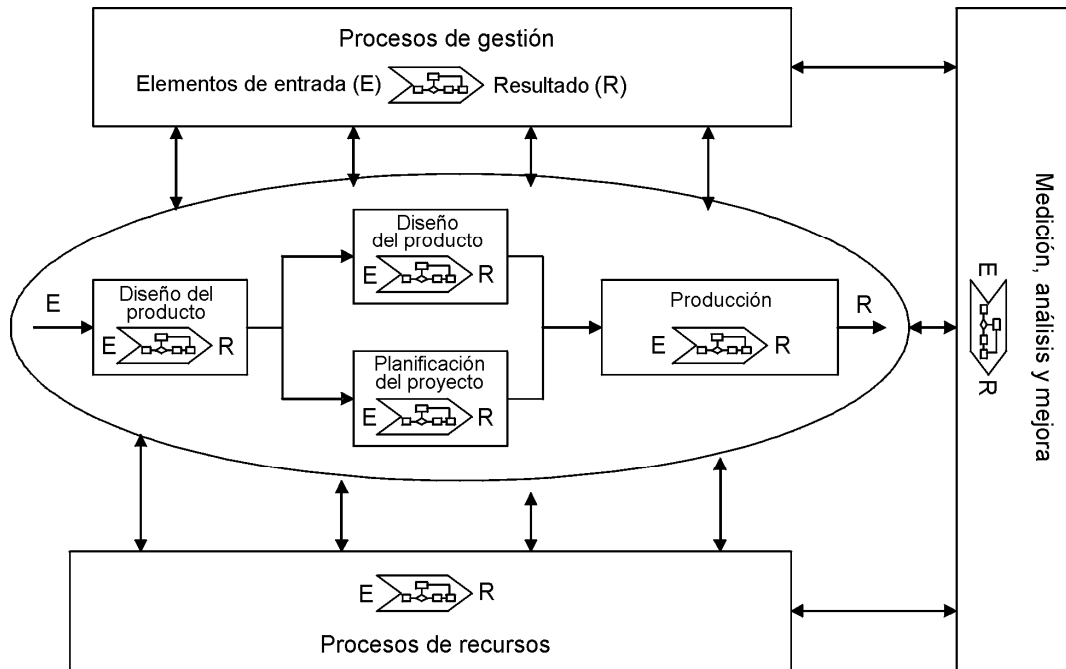 Procesos de gestión
Elementos de entrada (E) Resultado (R)
E
Diseño del
producto
E R
Diseño
del producto
E R
Planificación
del proyecto
E R
Producción
E R
R
E R
Procesos de recursos
Medición, análisis y mejora
E R